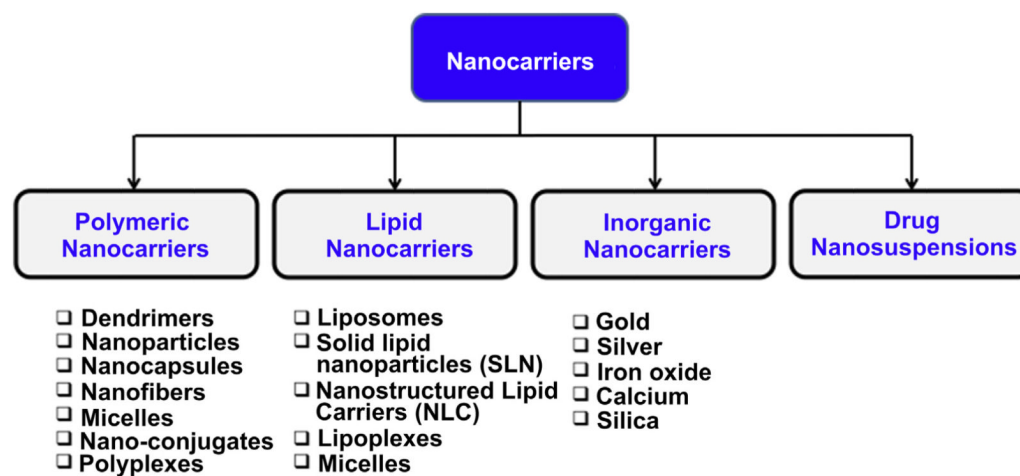 Nanocarriers
Polymeric
Nanocarriers
Lipid
Nanocarriers
Inorganic
Nanocarriers
Drug
Nanosuspensions
Dendrimers
Nanoparticles
Nanocapsules
Nanofibers
Micelles
Nano-conjugates
Polyplexes
Liposomes
Solid lipid
nanoparticles (SLN)
Nanostructured Lipid
Carriers (NLC)
Lipoplexes
Micelles
Gold
Silver
Iron oxide
Calcium
Silica